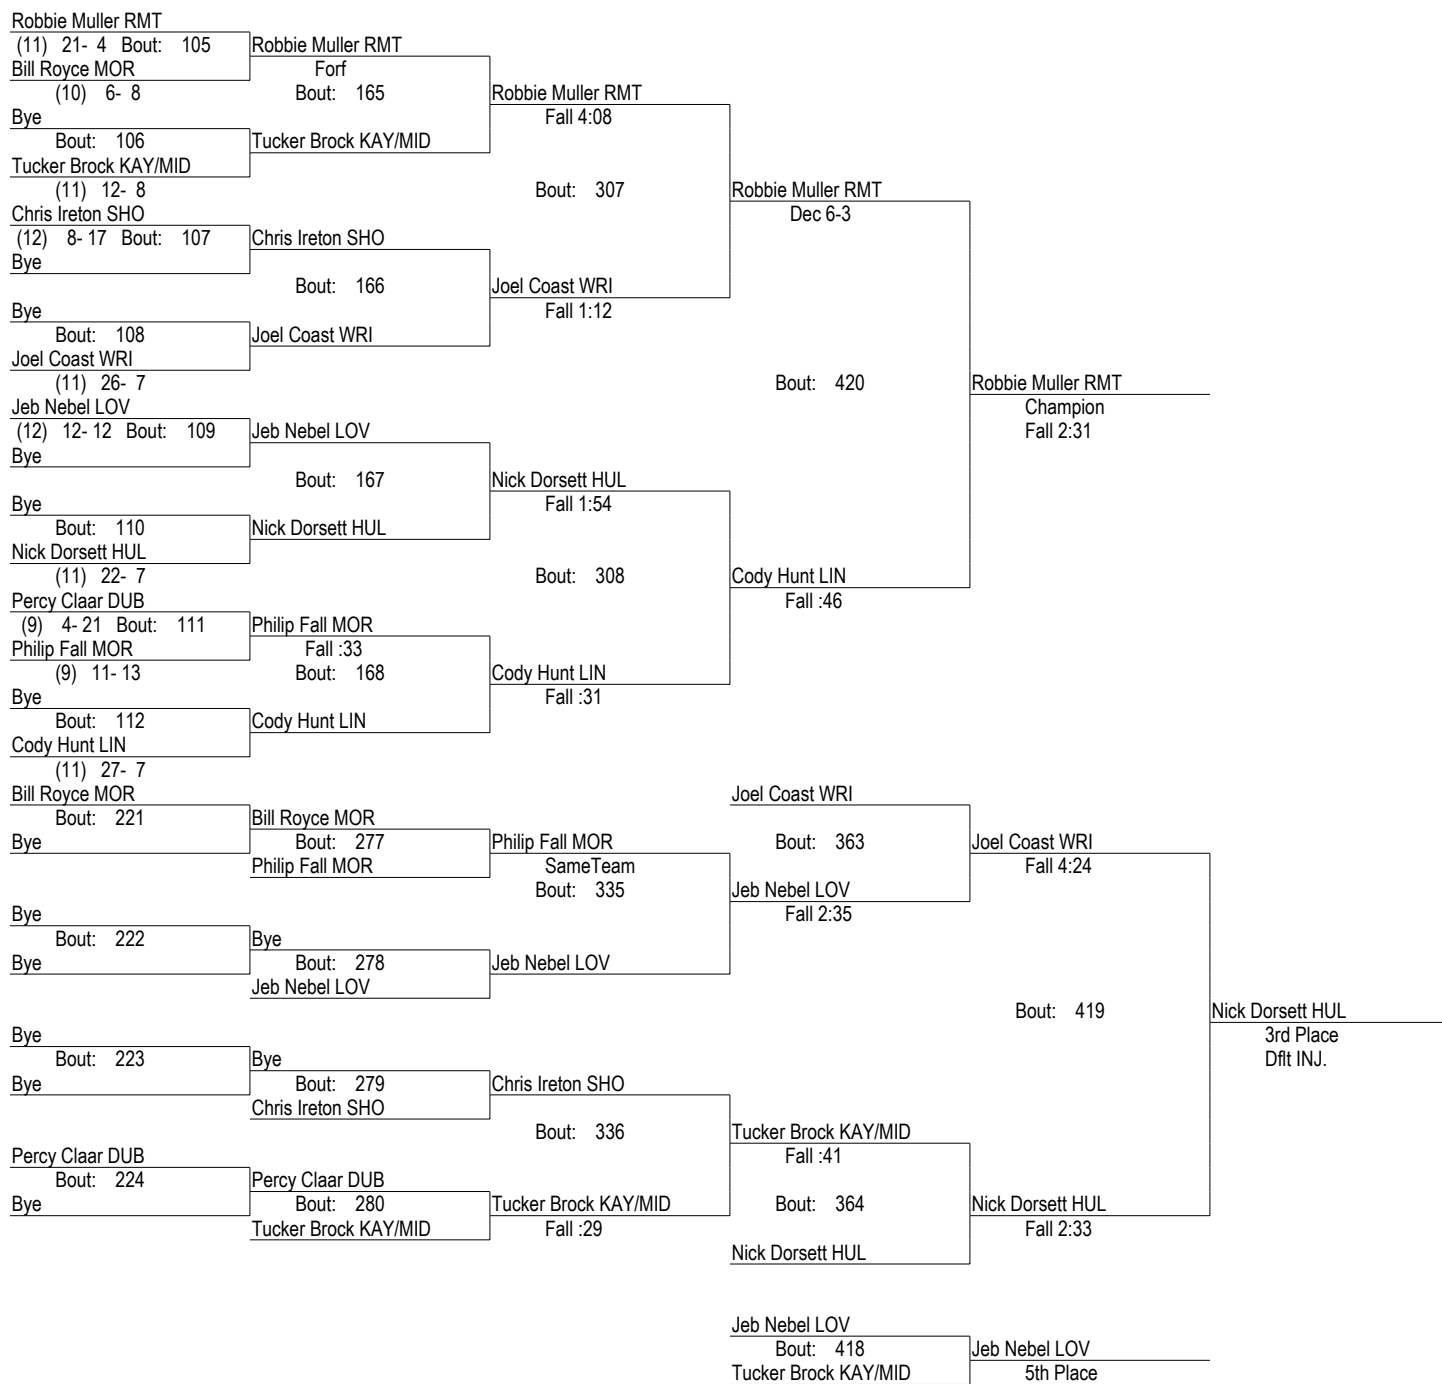 Robbie Muller RMT
(11) 21- 4 Bout: 105 Robbie Muller RMT
Bill Royce MOR Forf
(10) 6- 8 Bout: 165 Robbie Muller RMT
Bye Fall 4:08
Bout: 106 Tucker Brock KAY/MID
Tucker Brock KAY/MID
(11) 12- 8 Bout: 307 Robbie Muller RMT
Chris Ireton SHO Dec 6-3
(12) 8- 17 Bout: 107 Chris Ireton SHO
Bye
Bout: 166 Joel Coast WRI
Bye Fall 1:12
Bout: 108 Joel Coast WRI
Joel Coast WRI
(11) 26- 7 Bout: 420 Robbie Muller RMT
Jeb Nebel LOV Champion
(12) 12- 12 Bout: 109 Jeb Nebel LOV Fall 2:31
Bye
Bout: 167 Nick Dorsett HUL
Bye Fall 1:54
Bout: 110 Nick Dorsett HUL
Nick Dorsett HUL
(11) 22- 7 Bout: 308 Cody Hunt LIN
Percy Claar DUB Fall :46
(9) 4- 21 Bout: 111 Philip Fall MOR
Philip Fall MOR Fall :33
(9) 11- 13 Bout: 168 Cody Hunt LIN
Bye Fall :31
Bout: 112 Cody Hunt LIN
Cody Hunt LIN
(11) 27- 7
Bill Royce MOR Joel Coast WRI
Bout: 221 Bill Royce MOR
Bye Bout: 277 Philip Fall MOR Bout: 363 Joel Coast WRI
Philip Fall MOR SameTeam Fall 4:24
Bout: 335 Jeb Nebel LOV
Bye Fall 2:35
Bout: 222 Bye
Bye Bout: 278 Jeb Nebel LOV
Jeb Nebel LOV
Bout: 419 Nick Dorsett HUL
Bye 3rd Place
Bout: 223 Bye Dflt INJ.
Bye Bout: 279 Chris Ireton SHO
Chris Ireton SHO
Bout: 336 Tucker Brock KAY/MID
Percy Claar DUB Fall :41
Bout: 224 Percy Claar DUB
Bye Bout: 280 Tucker Brock KAY/MID Bout: 364 Nick Dorsett HUL
Tucker Brock KAY/MID Fall :29 Fall 2:33
Nick Dorsett HUL
Jeb Nebel LOV
Bout: 418 Jeb Nebel LOV
Tucker Brock KAY/MID 5th Place